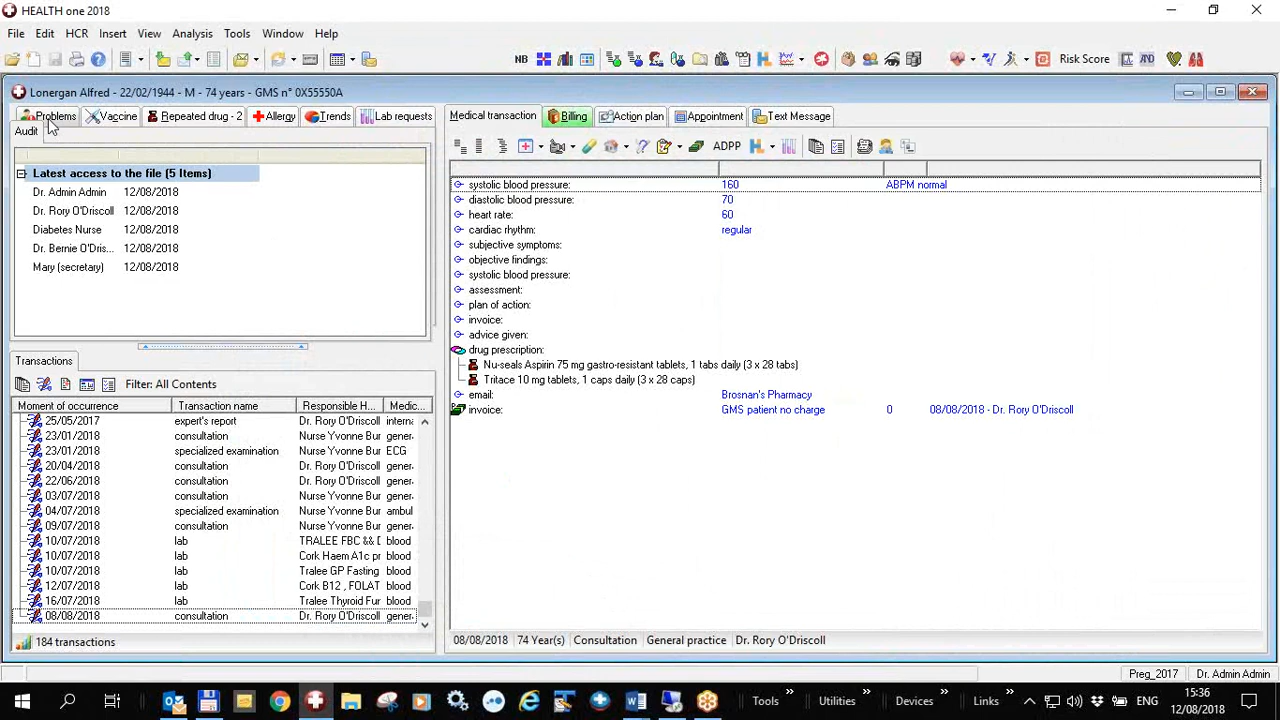 HEALTH one 2018
File Edit HCR Insert View Analysis Tools Window Help
NB Risk Score
Lonergan Alfred - 22/02/1944 - M - 74 years - GMS n° 0X55550A
Problems Vaccine Repeated drug - 2 Allergy Trends Lab requests
Audit
Latest access to the file (5 Items)
Dr. Admin Admin 12/08/2018
Dr. Rory O'Driscoll 12/08/2018
Diabetes Nurse 12/08/2018
Dr. Bernie O'Dris... 12/08/2018
Mary (secretary) 12/08/2018
Transactions
Filter: All Contents
Moment of occurrence Transaction name Responsible H... Medic...
25/05/2017 expert's report Dr. Rory O'Driscoll interna
23/01/2018 consultation Nurse Yvonne Bur gener.
23/01/2018 specialized examination Nurse Yvonne Bur ECG
20/04/2018 consultation Dr. Rory O'Driscoll gener.
22/06/2018 consultation Dr. Rory O'Driscoll gener.
03/07/2018 consultation Nurse Yvonne Bur gener.
04/07/2018 specialized examination Nurse Yvonne Bur ambul
09/07/2018 consultation Nurse Yvonne Bur gener.
10/07/2018 lab TRALEE FBC && D blood
10/07/2018 lab Cork Haem A1c pr blood
10/07/2018 lab Tralee GP Fasting blood
12/07/2018 lab Cork B12 , FOLAT blood
16/07/2018 lab Tralee Thyroid Fur blood
08/08/2018 consultation Dr. Rory O'Driscoll gener.
184 transactions
Medical transaction Billing Action plan Appointment Text Message
ADPP
systolic blood pressure: 160 ABPM normal
diastolic blood pressure: 70
heart rate: 60
cardiac rhythm: regular
subjective symptoms:
objective findings:
systolic blood pressure:
assessment:
plan of action:
invoice:
advice given:
drug prescription:
Nu-seals Aspirin 75 mg gastro-resistant tablets, 1 tabs daily (3 x 28 tabs)
Tritace 10 mg tablets, 1 caps daily (3 x 28 caps)
email: Brosnan's Pharmacy
invoice: GMS patient no charge 0 08/08/2018 - Dr. Rory O'Driscoll
08/08/2018 74 Year(s) Consultation General practice Dr. Rory O'Driscoll
Preg_2017 Dr. Admin Admin
Tools Utilities Devices Links ENG
15:36
12/08/2018